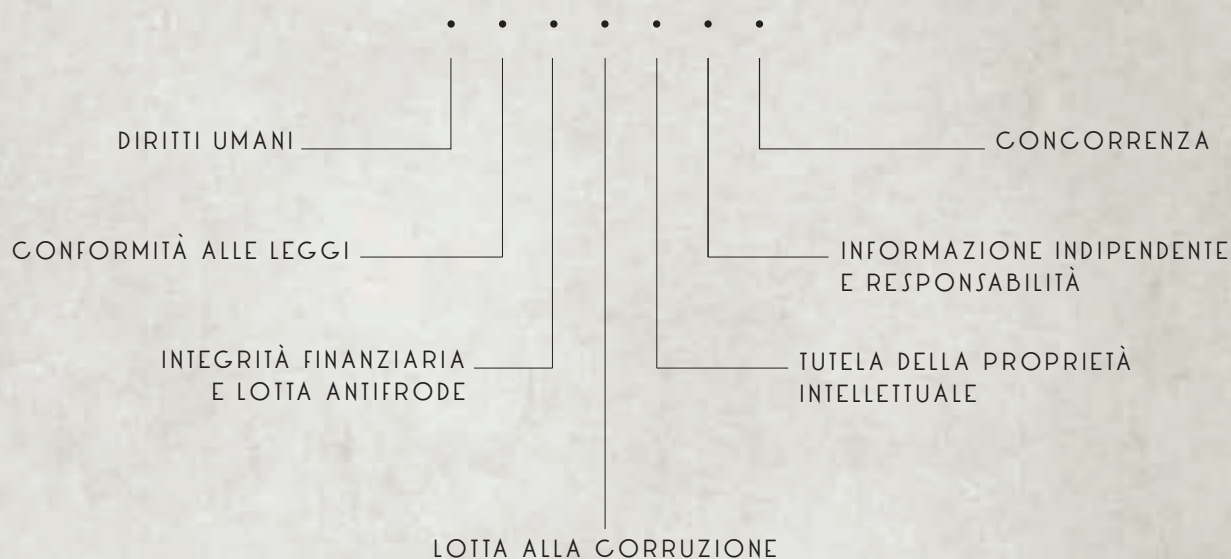 DIRITTI UMANI
CONCORRENZA
CONFORMITÀ ALLE LEGGI
INFORMAZIONE INDIPENDENTE
E RESPONSABILITÀ
INTEGRITÀ FINANZIARIA
E LOTTA ANTIFRODE
TUTELA DELLA PROPRIETÀ
INTELLETTUALE
LOTTA ALLA CORRUZIONE